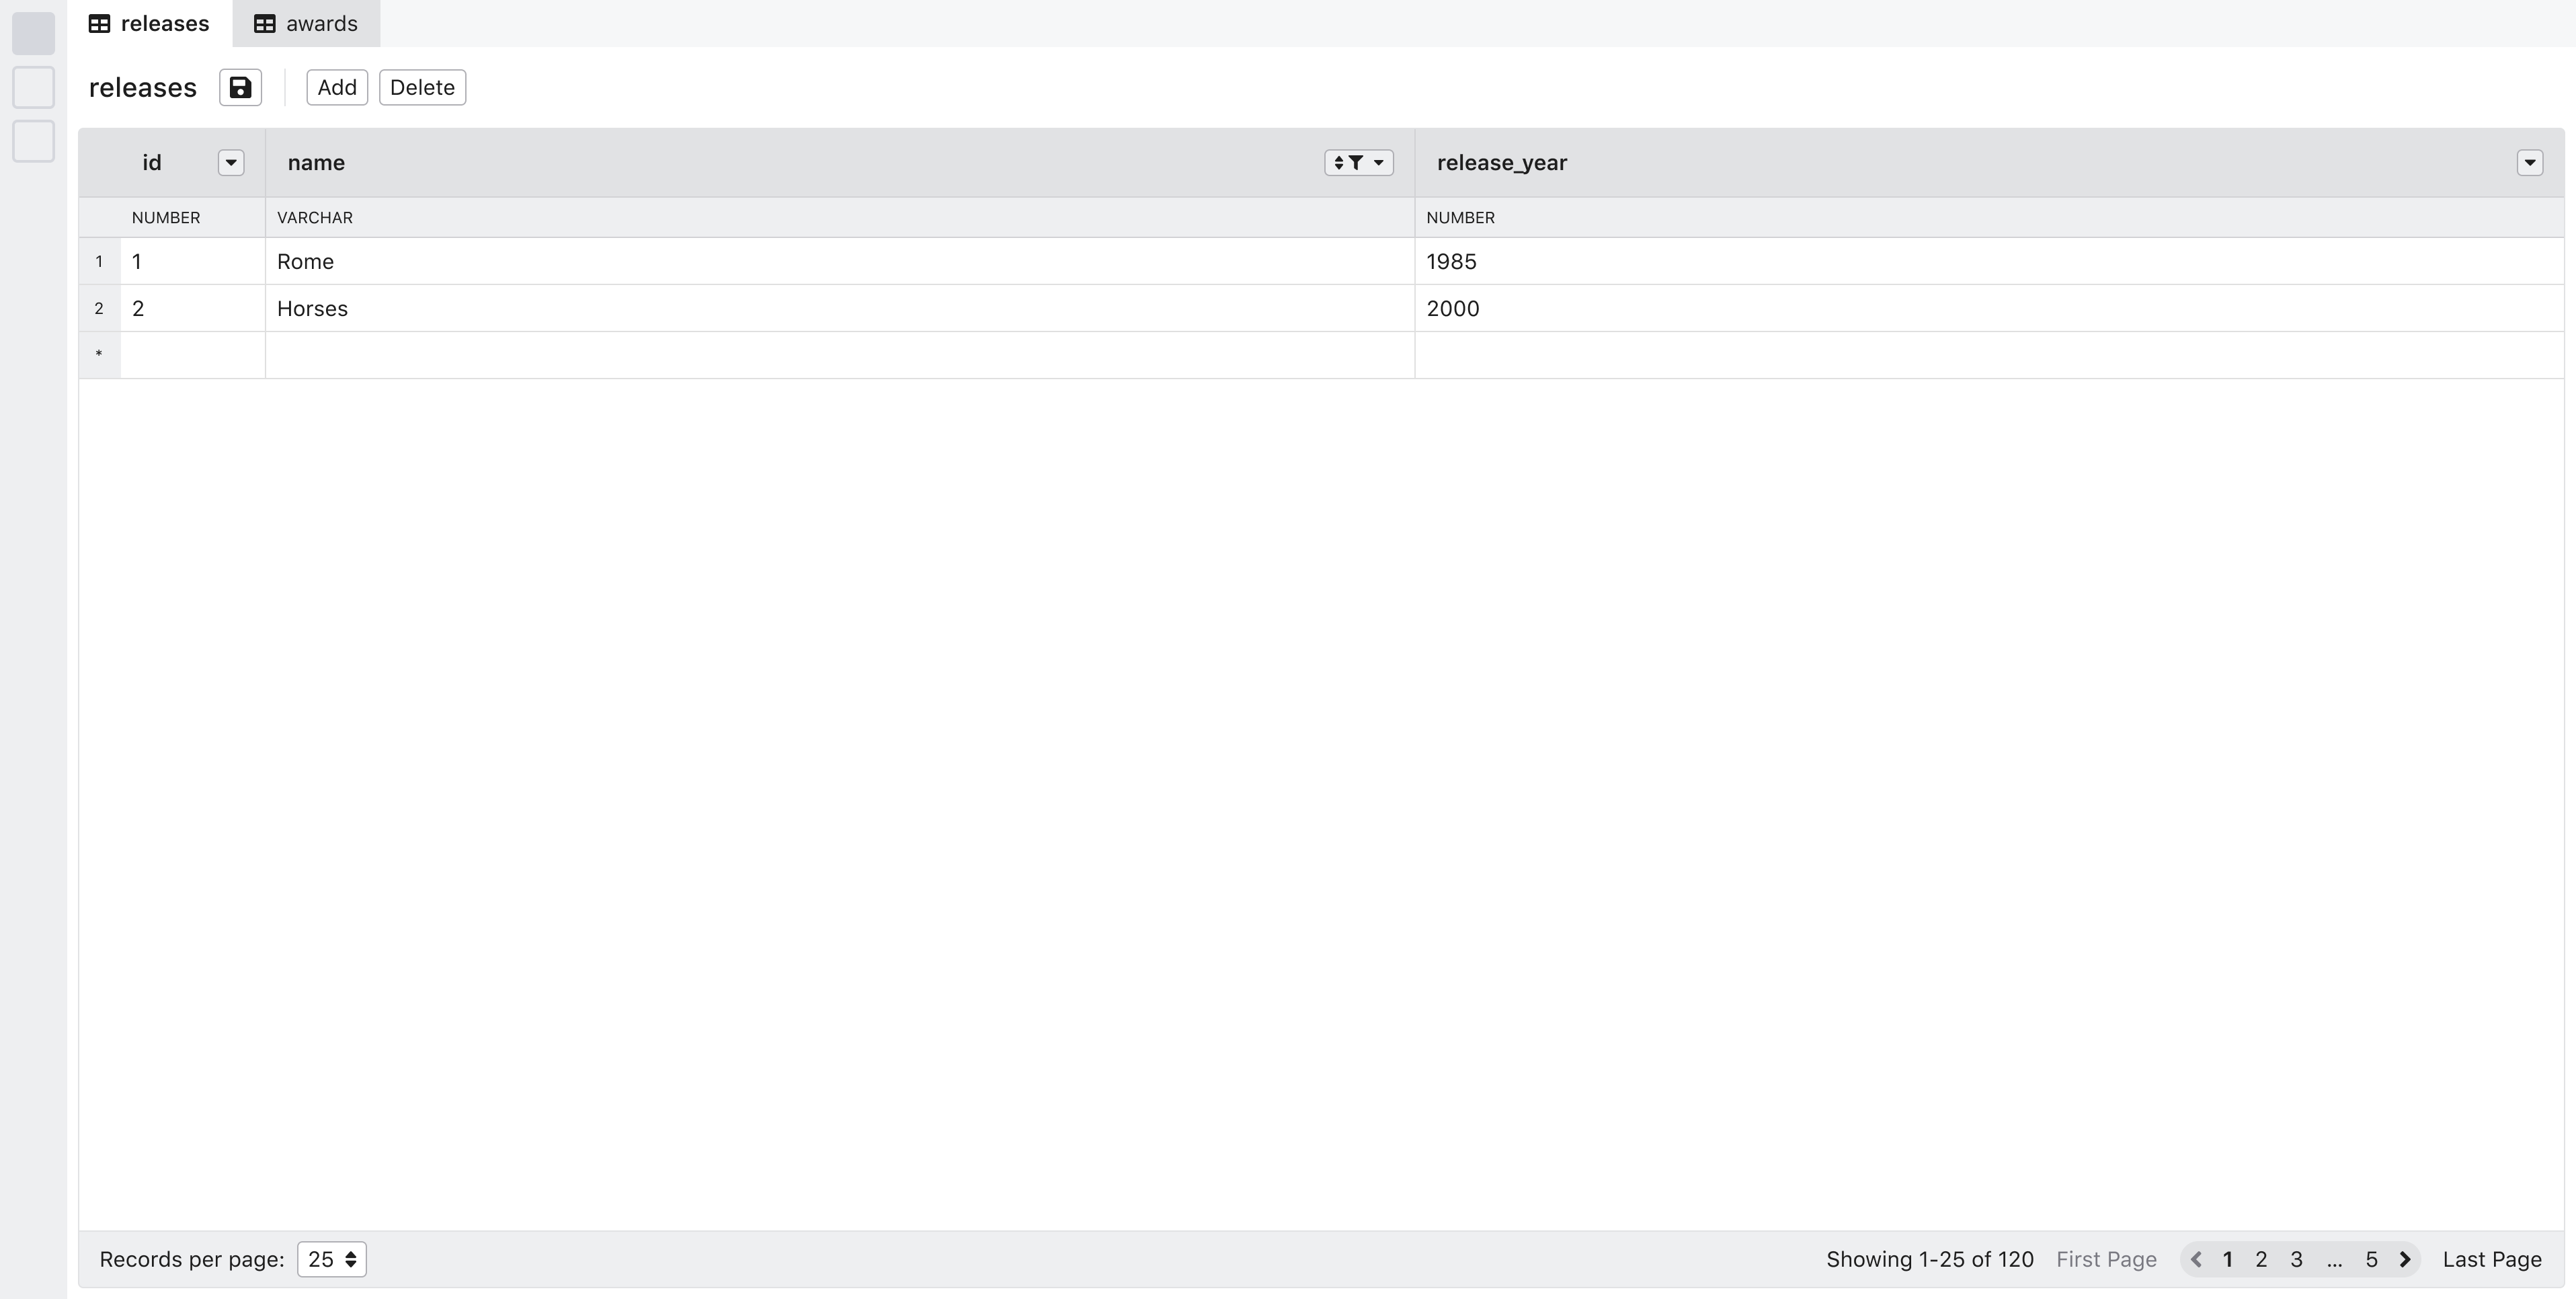 releases awards
releases Add Delete
id name release_year
NUMBER VARCHAR NUMBER
1 1 Rome 1985
2 2 Horses 2000
*
Records per page: 25 Showing 1-25 of 120 First Page 1 2 3 ... 5 Last Page